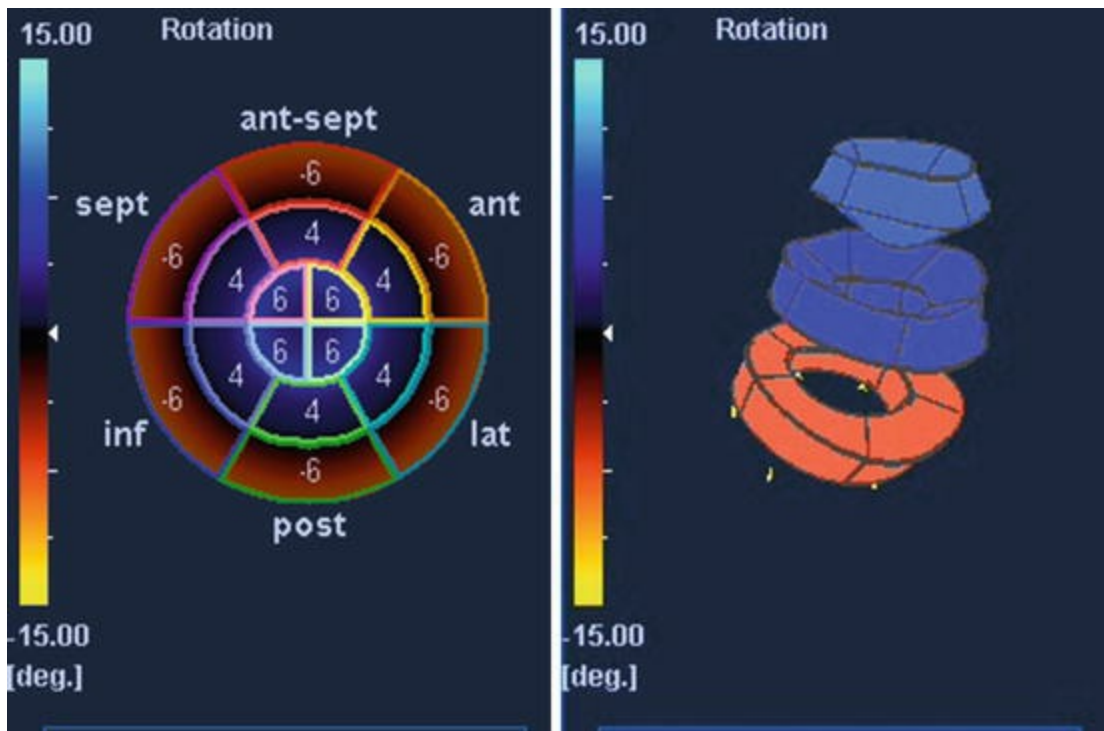 15.00 Rotation
ant-sept
-6
sept ant
4
-6 -6
4 4
6 6
6 6
4 4
-6 -6
4
inf lat
-6
post
-15.00
[deg.]
15.00 Rotation
-15.00
[deg.]